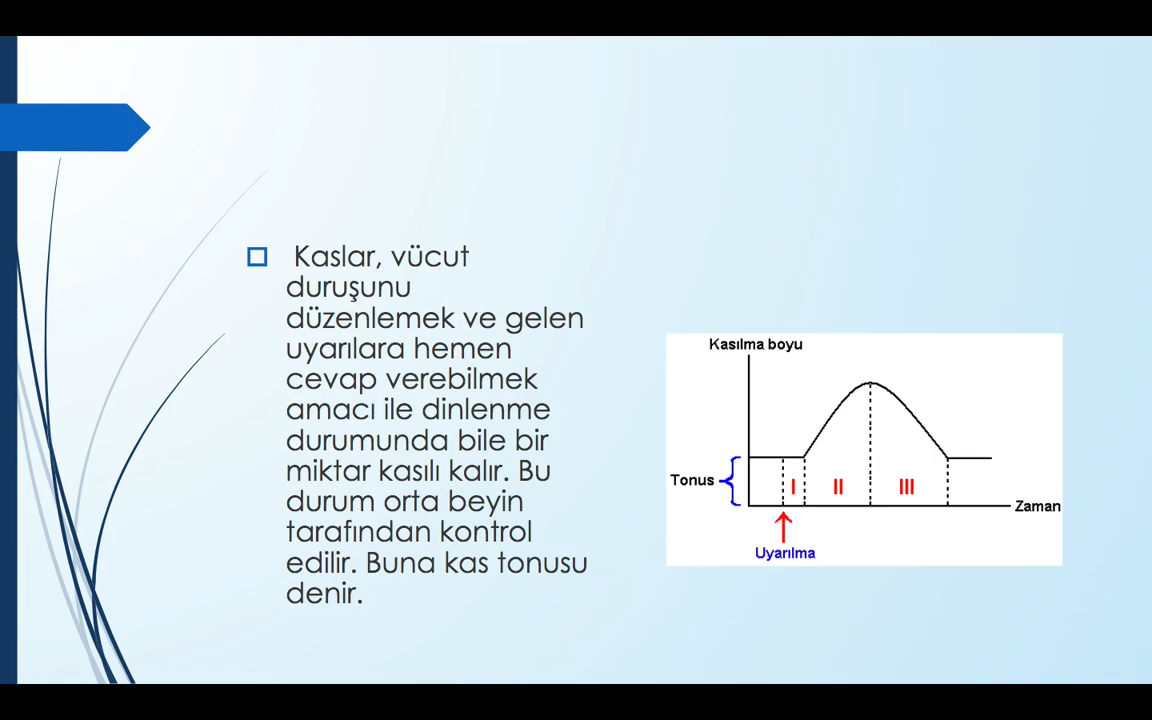 Kaslar, vücut
duruşunu
düzenlemek ve gelen
uyarılara hemen
cevap verebilmek
amacı ile dinlenme
durumunda bile bir
miktar kasılı kalır. Bu
durum orta beyin
tarafından kontrol
edilir. Buna kas tonusu
denir.
Kasılma boyu
Tonus
I II III
Zaman
Uyarılma